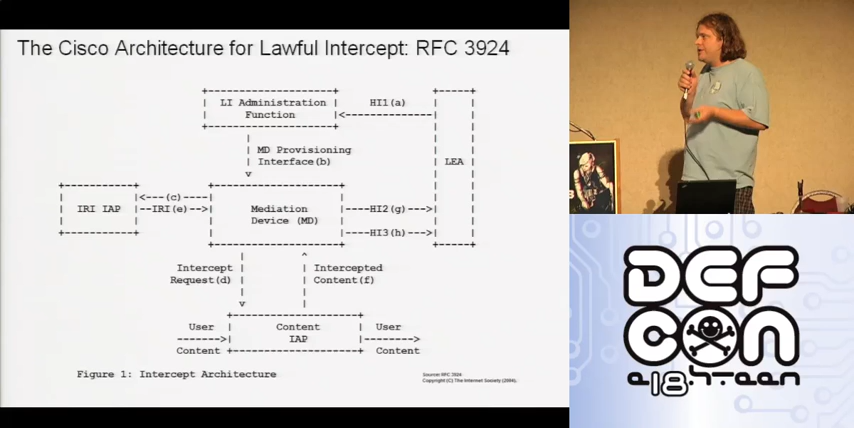 The Cisco Architecture for Lawful Intercept: RFC 3924
LI Administration
Function
HI1(a)
MD Provisioning
Interface(b)
LEA
(c)
IRI IAP
IRI(e)
Mediation
Device (MD)
HI2(g)
HI3(h)
Intercept
Request(d)
Intercepted
Content(f)
User
Content
Content
IAP
User
Content
Figure 1: Intercept Architecture
Source: RFC 3924
Copyright (C) The Internet Society (2004).
DEF
CON
e18hteen